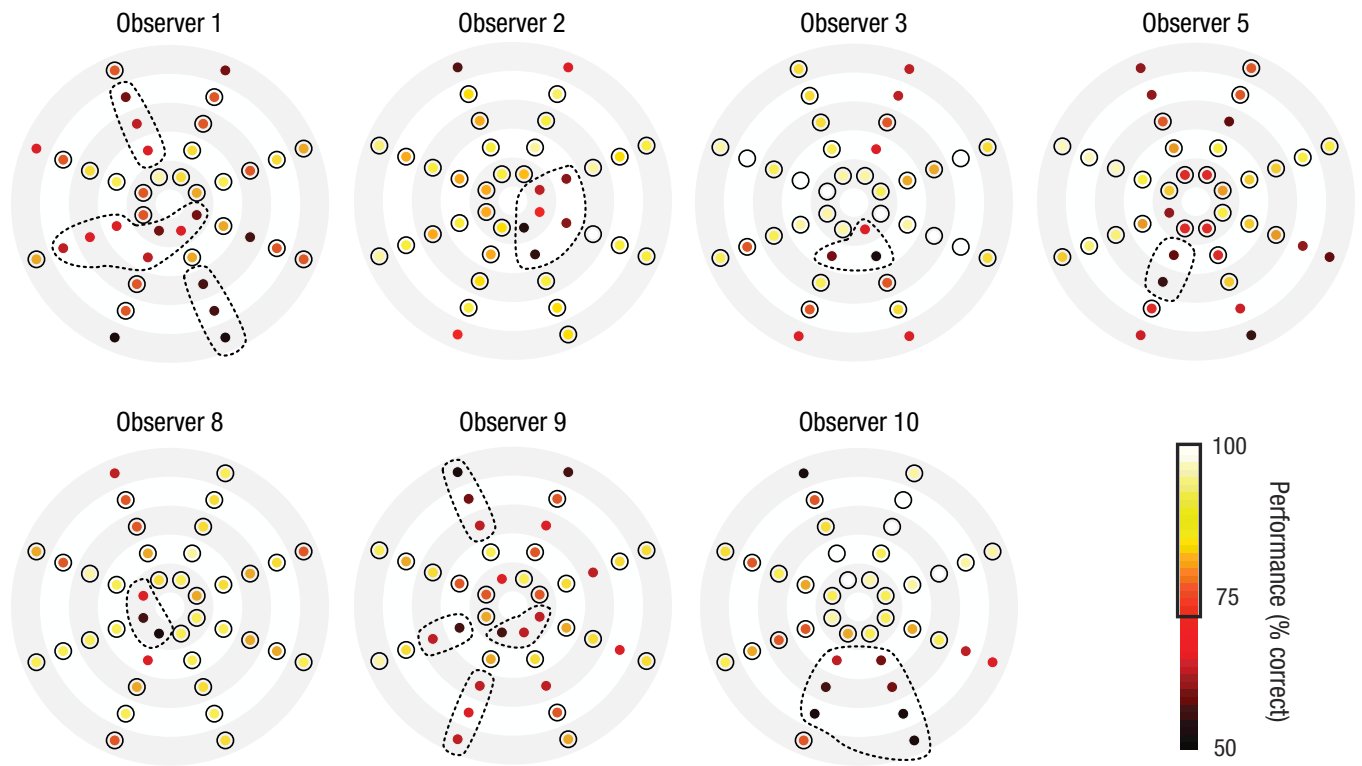 Observer 1
Observer 2
Observer 3
Observer 5
Observer 8
Observer 9
Observer 10
100
75
50
Performance (% correct)